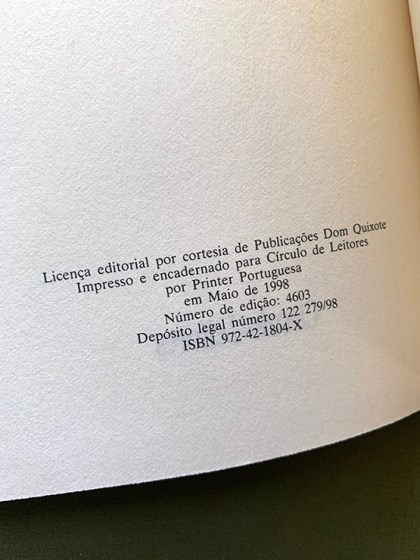 Licença editorial por cortesia de Publicações Dom Quixote
Impresso e encadernado para Círculo de Leitores
por Printer Portuguesa
em Maio de 1998
Número de edição: 4603
Depósito legal número 122 279/98
ISBN 972-42-1804-X